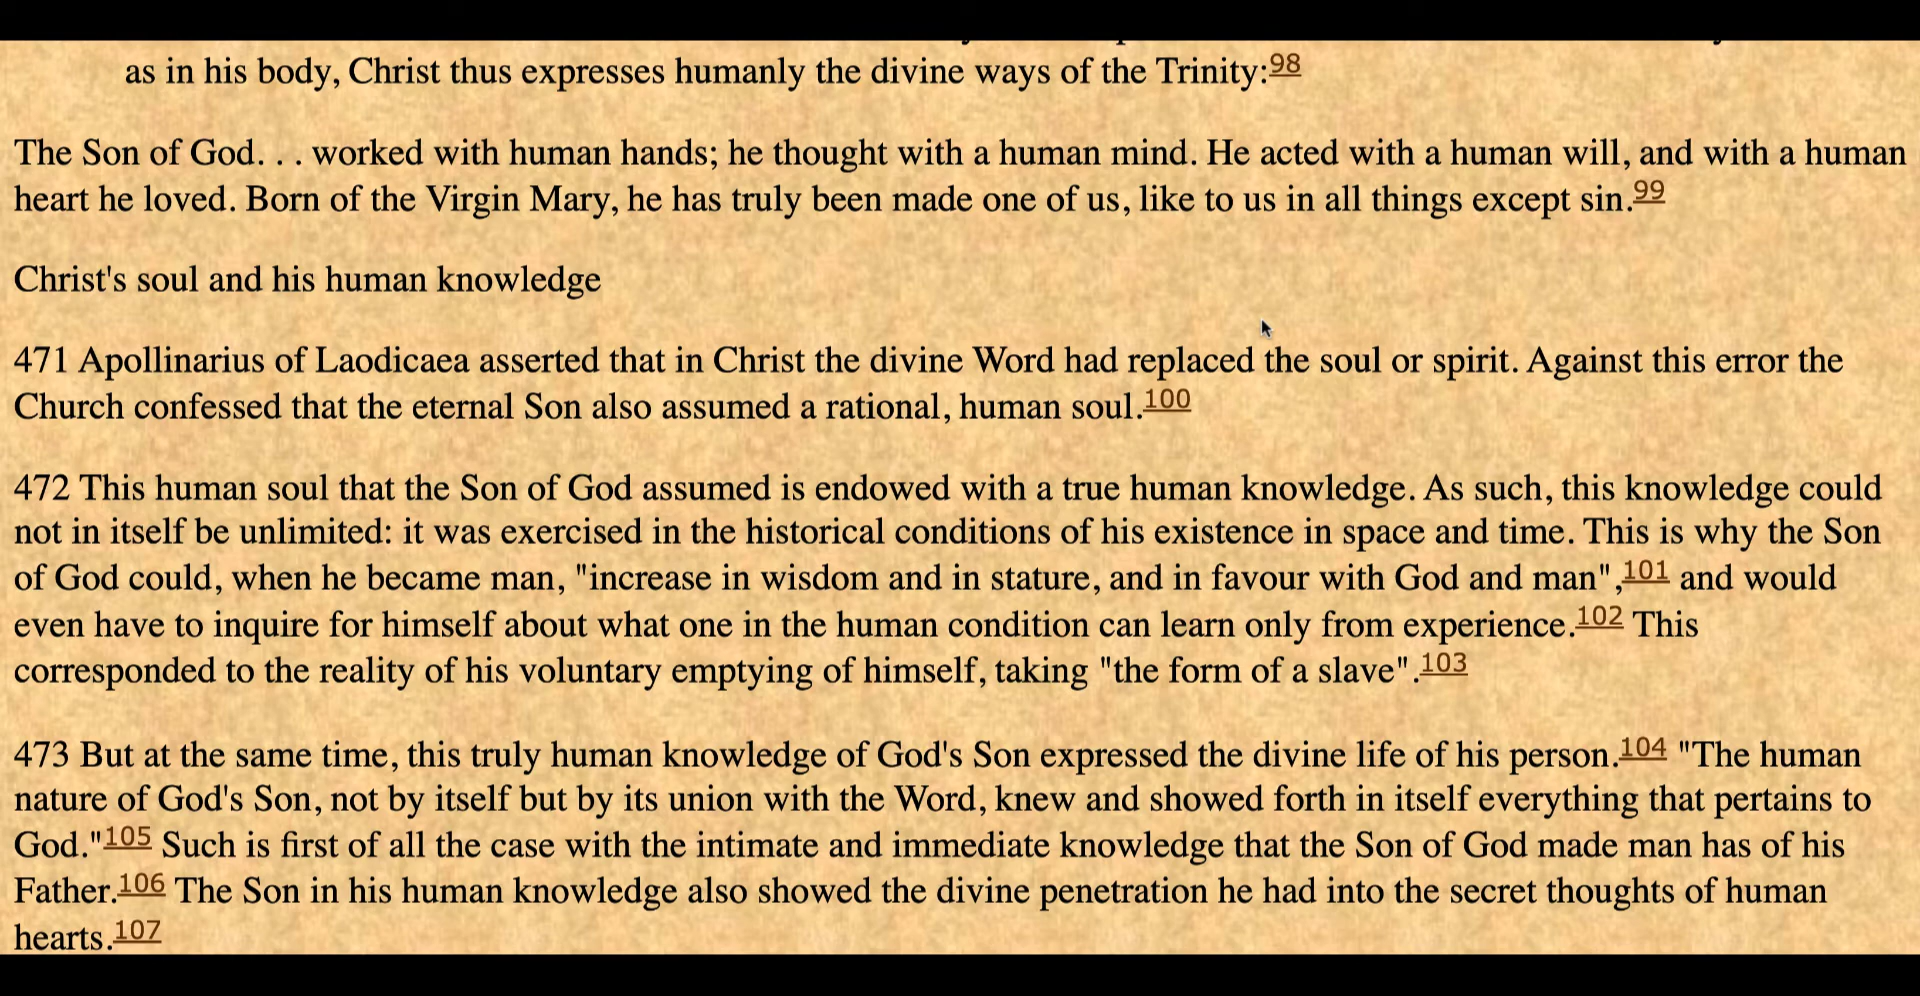 as in his body, Christ thus expresses humanly the divine ways of the Trinity:98
The Son of God. . . worked with human hands; he thought with a human mind. He acted with a human will, and with a human
heart he loved. Born of the Virgin Mary, he has truly been made one of us, like to us in all things except sin.99
Christ's soul and his human knowledge
471 Apollinarius of Laodicaea asserted that in Christ the divine Word had replaced the soul or spirit. Against this error the
Church confessed that the eternal Son also assumed a rational, human soul.100
472 This human soul that the Son of God assumed is endowed with a true human knowledge. As such, this knowledge could
not in itself be unlimited: it was exercised in the historical conditions of his existence in space and time. This is why the Son
of God could, when he became man, "increase in wisdom and in stature, and in favour with God and man",101 and would
even have to inquire for himself about what one in the human condition can learn only from experience.102 This
corresponded to the reality of his voluntary emptying of himself, taking "the form of a slave".103
473 But at the same time, this truly human knowledge of God's Son expressed the divine life of his person.104 "The human
nature of God's Son, not by itself but by its union with the Word, knew and showed forth in itself everything that pertains to
God."105 Such is first of all the case with the intimate and immediate knowledge that the Son of God made man has of his
Father.106 The Son in his human knowledge also showed the divine penetration he had into the secret thoughts of human
hearts.107